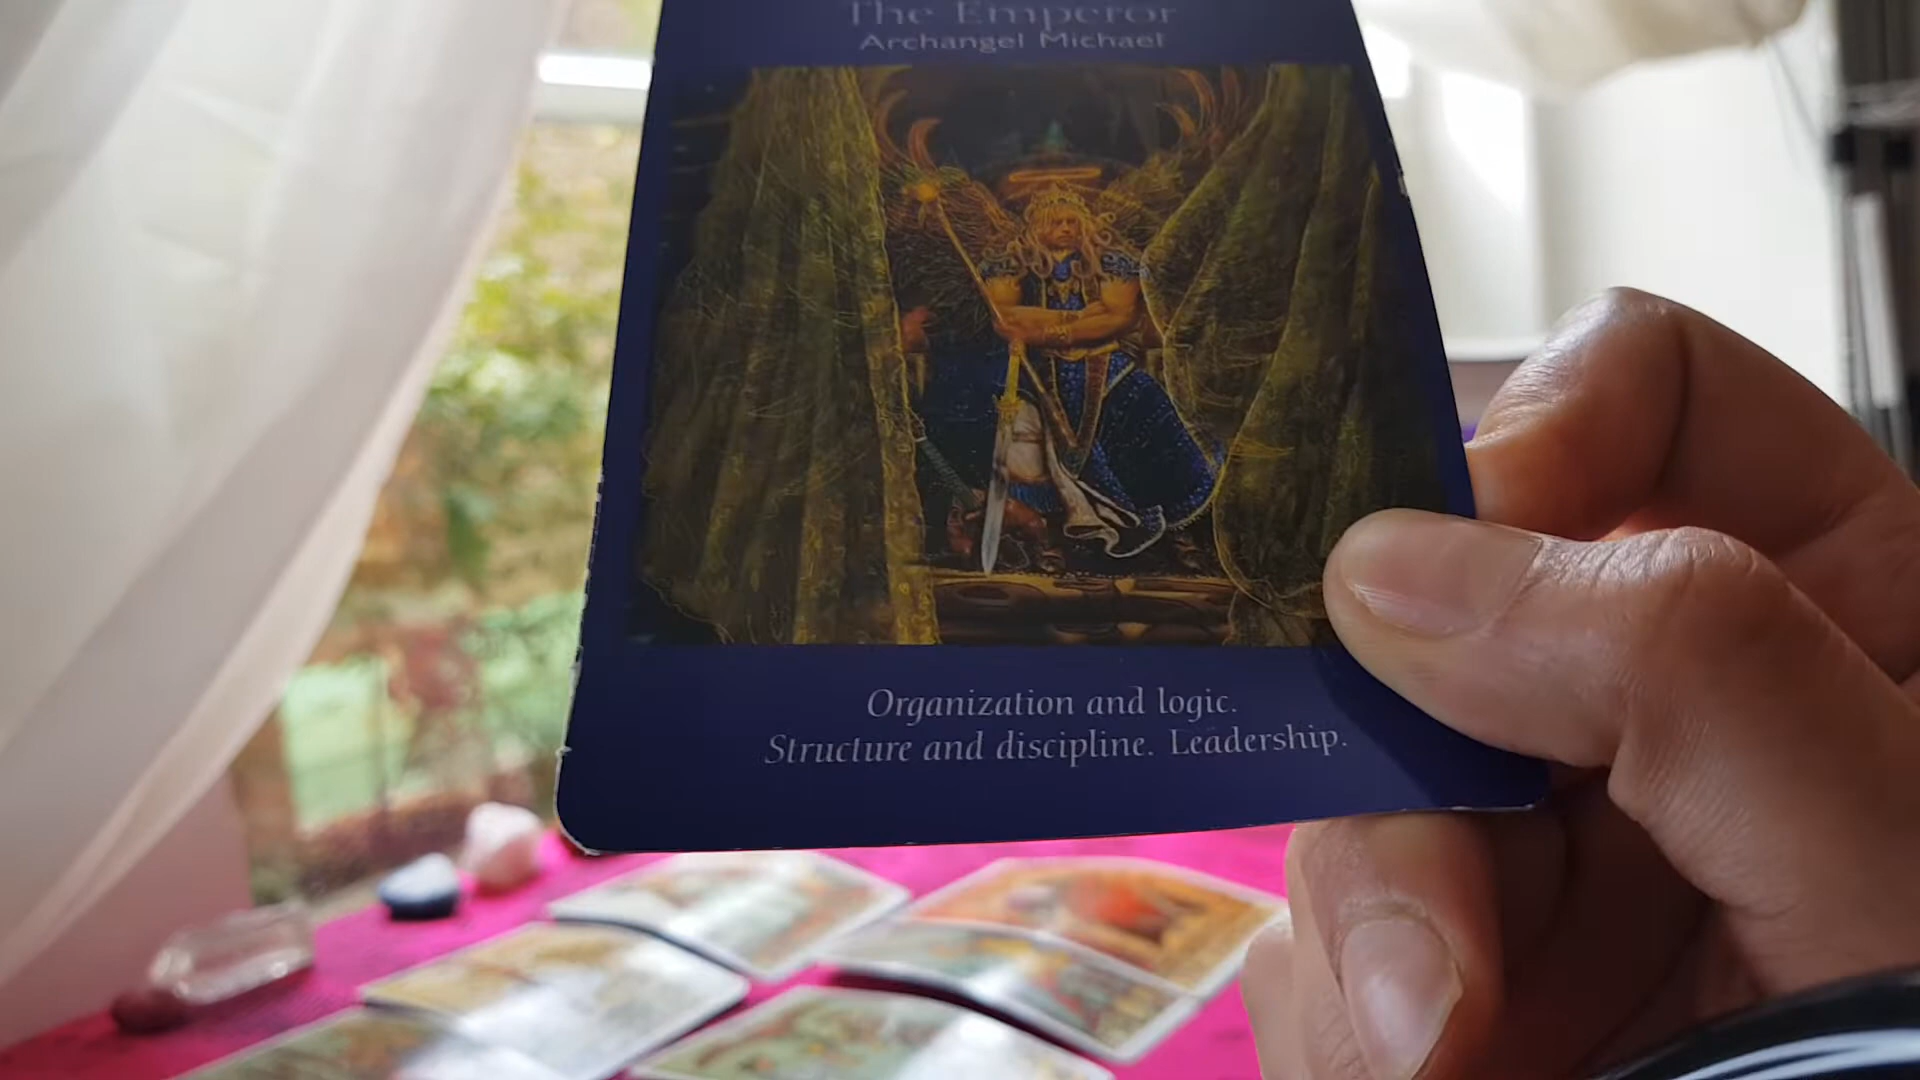 The Emperor
Archangel Michael
Organization and logic.
Structure and discipline. Leadership.